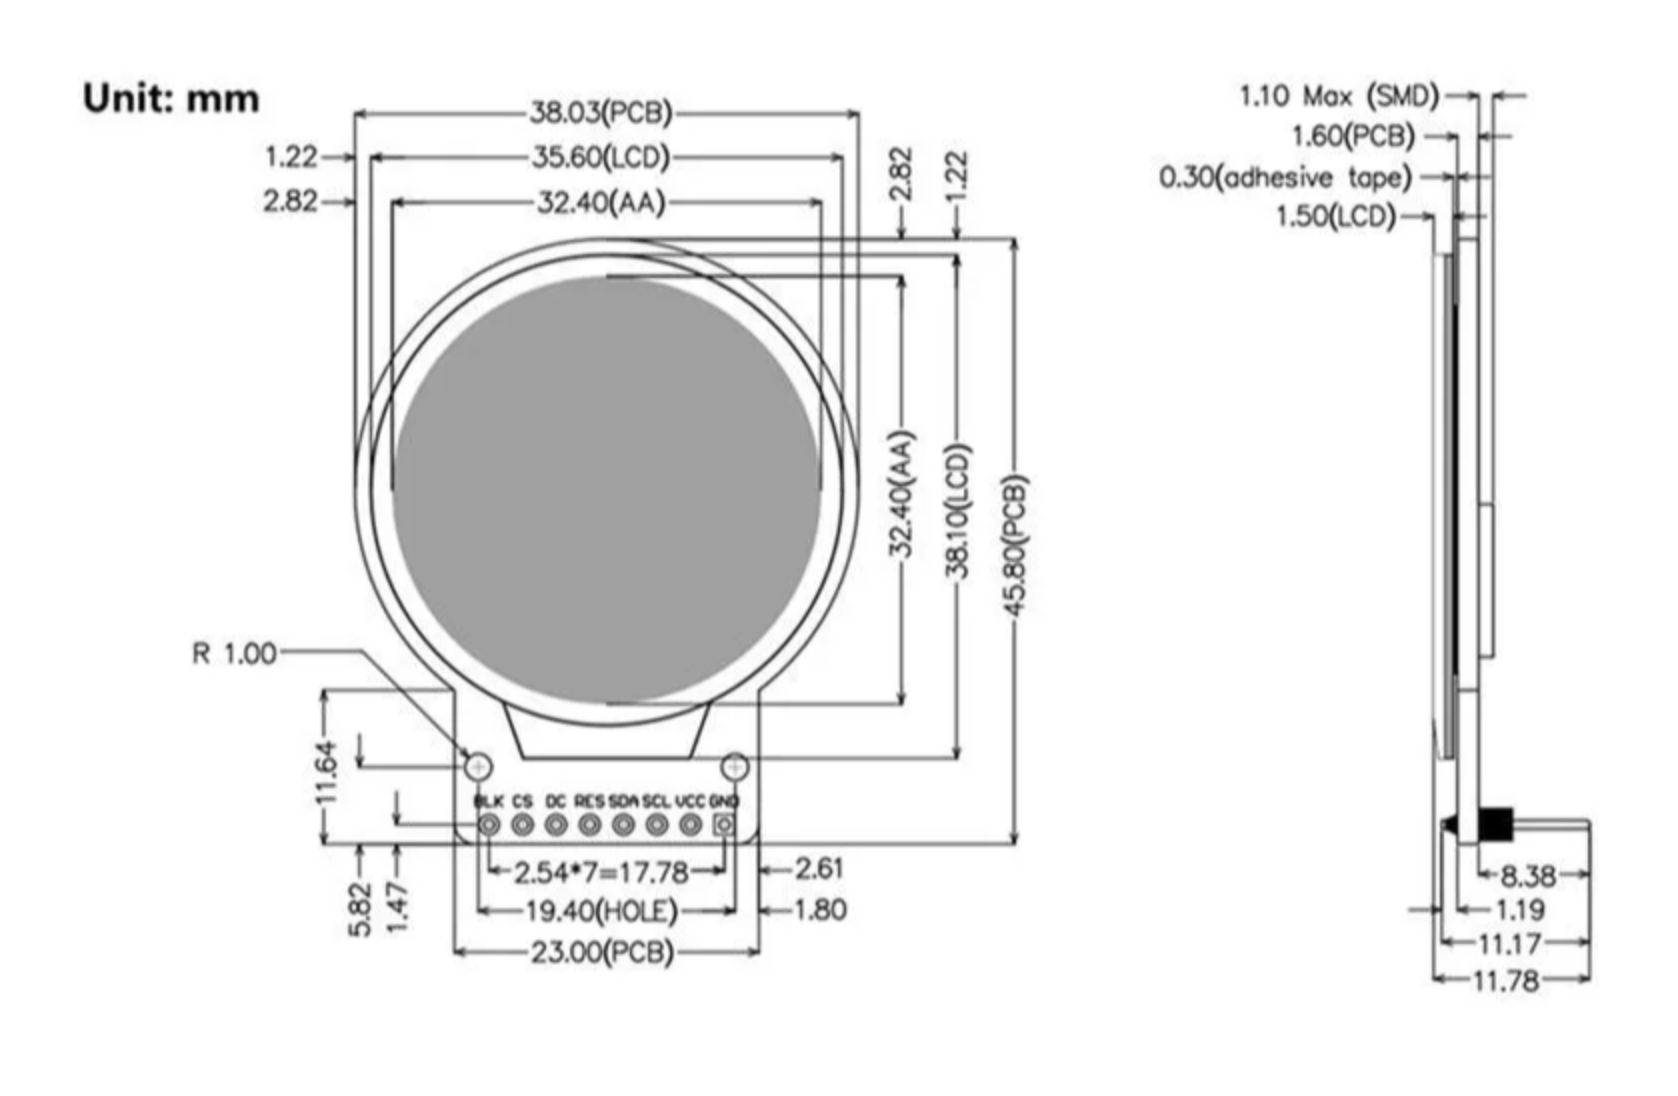 Unit: mm
38.03(PCB)
1.22
35.60(LCD)
2.82
32.40(AA)
2.82
1.22
32.40(AA)
38.10(LCD)
45.80(PCB)
R 1.00
11.64
BLK CS DC RES SDA SCL VCC GND
5.82
1.47
2.54*7=17.78
2.61
19.40(HOLE)
1.80
23.00(PCB)
1.10 Max (SMD)
1.60(PCB)
0.30(adhesive tape)
1.50(LCD)
8.38
1.19
11.17
11.78